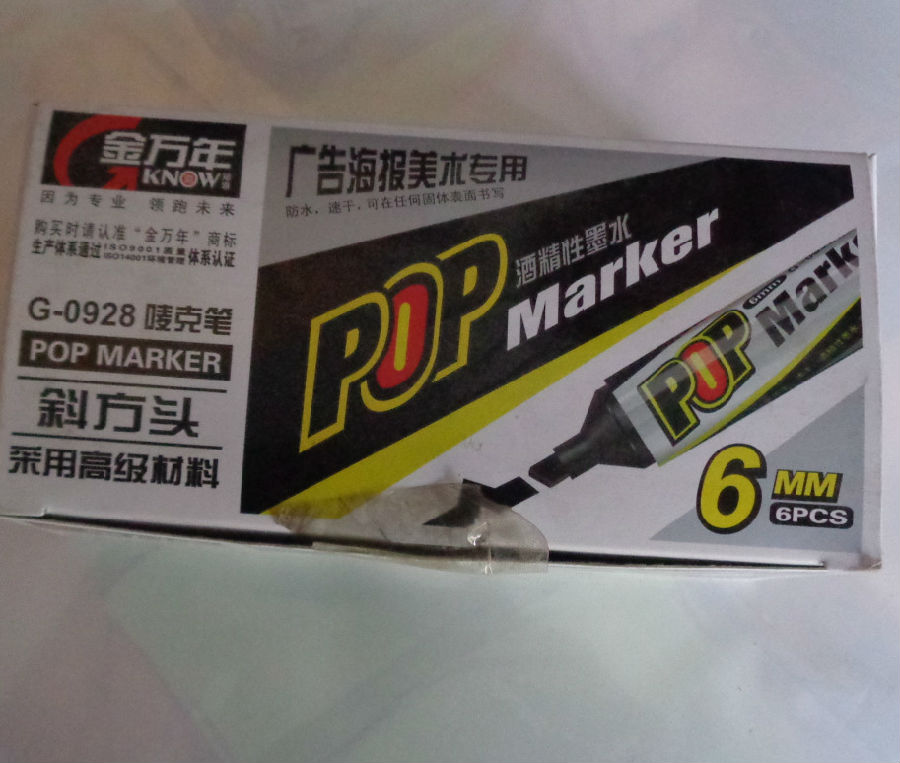 金万年
KNOW
因为专业 领跑未来
购买时请认准“金万年”商标
生产体系通过ISO9001质量ISO14001环境管理体系认证
G-0928 唛克笔
POP MARKER
斜方头
采用高级材料
广告海报美术专用
防水，速干，可在任何固体表面书写
POP
酒精性墨水
Marker
6mm
POP Mark
6MM
6PCS